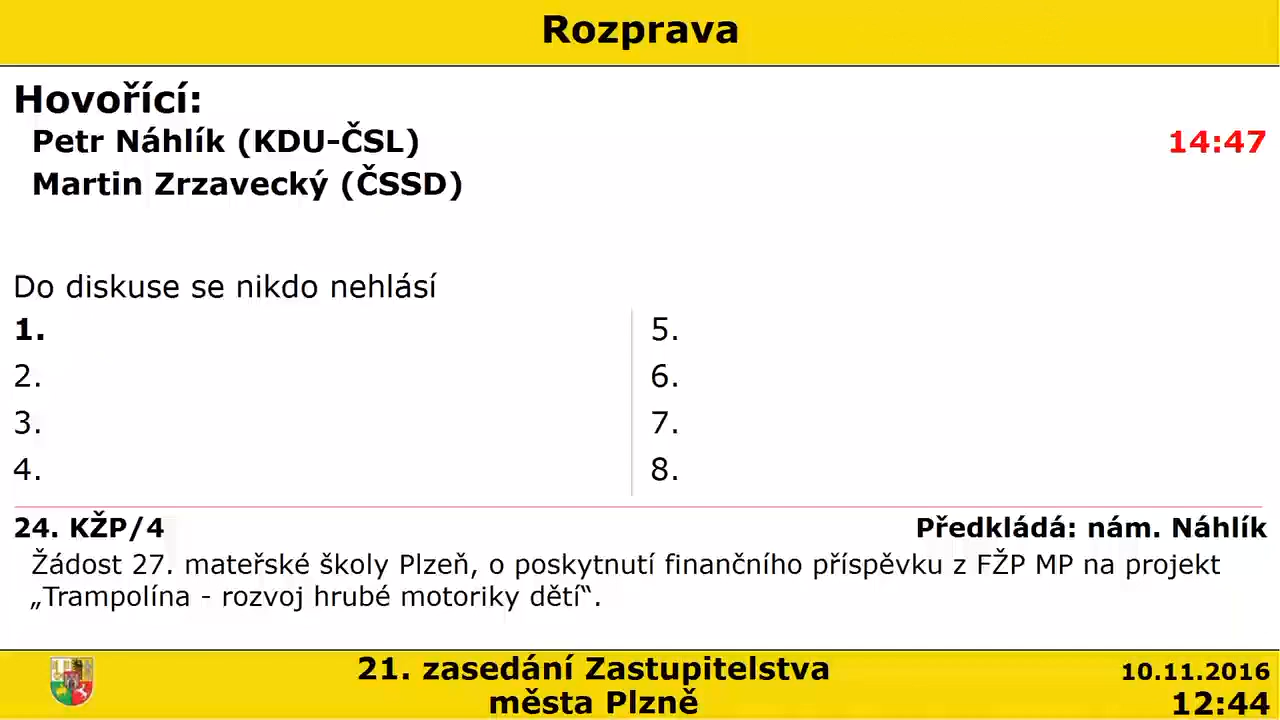 Rozprava
Hovořící:
Petr Náhlík (KDU-ČSL) 14:47
Martin Zrzavecký (ČSSD)
Do diskuse se nikdo nehlásí
1.
2.
3.
4.
5.
6.
7.
8.
24. KŽP/4 Předkládá: nám. Náhlík
Žádost 27. mateřské školy Plzeň, o poskytnutí finančního příspěvku z FŽP MP na projekt
„Trampolína - rozvoj hrubé motoriky dětí“.
21. zasedání Zastupitelstva
města Plzně
10.11.2016
12:44